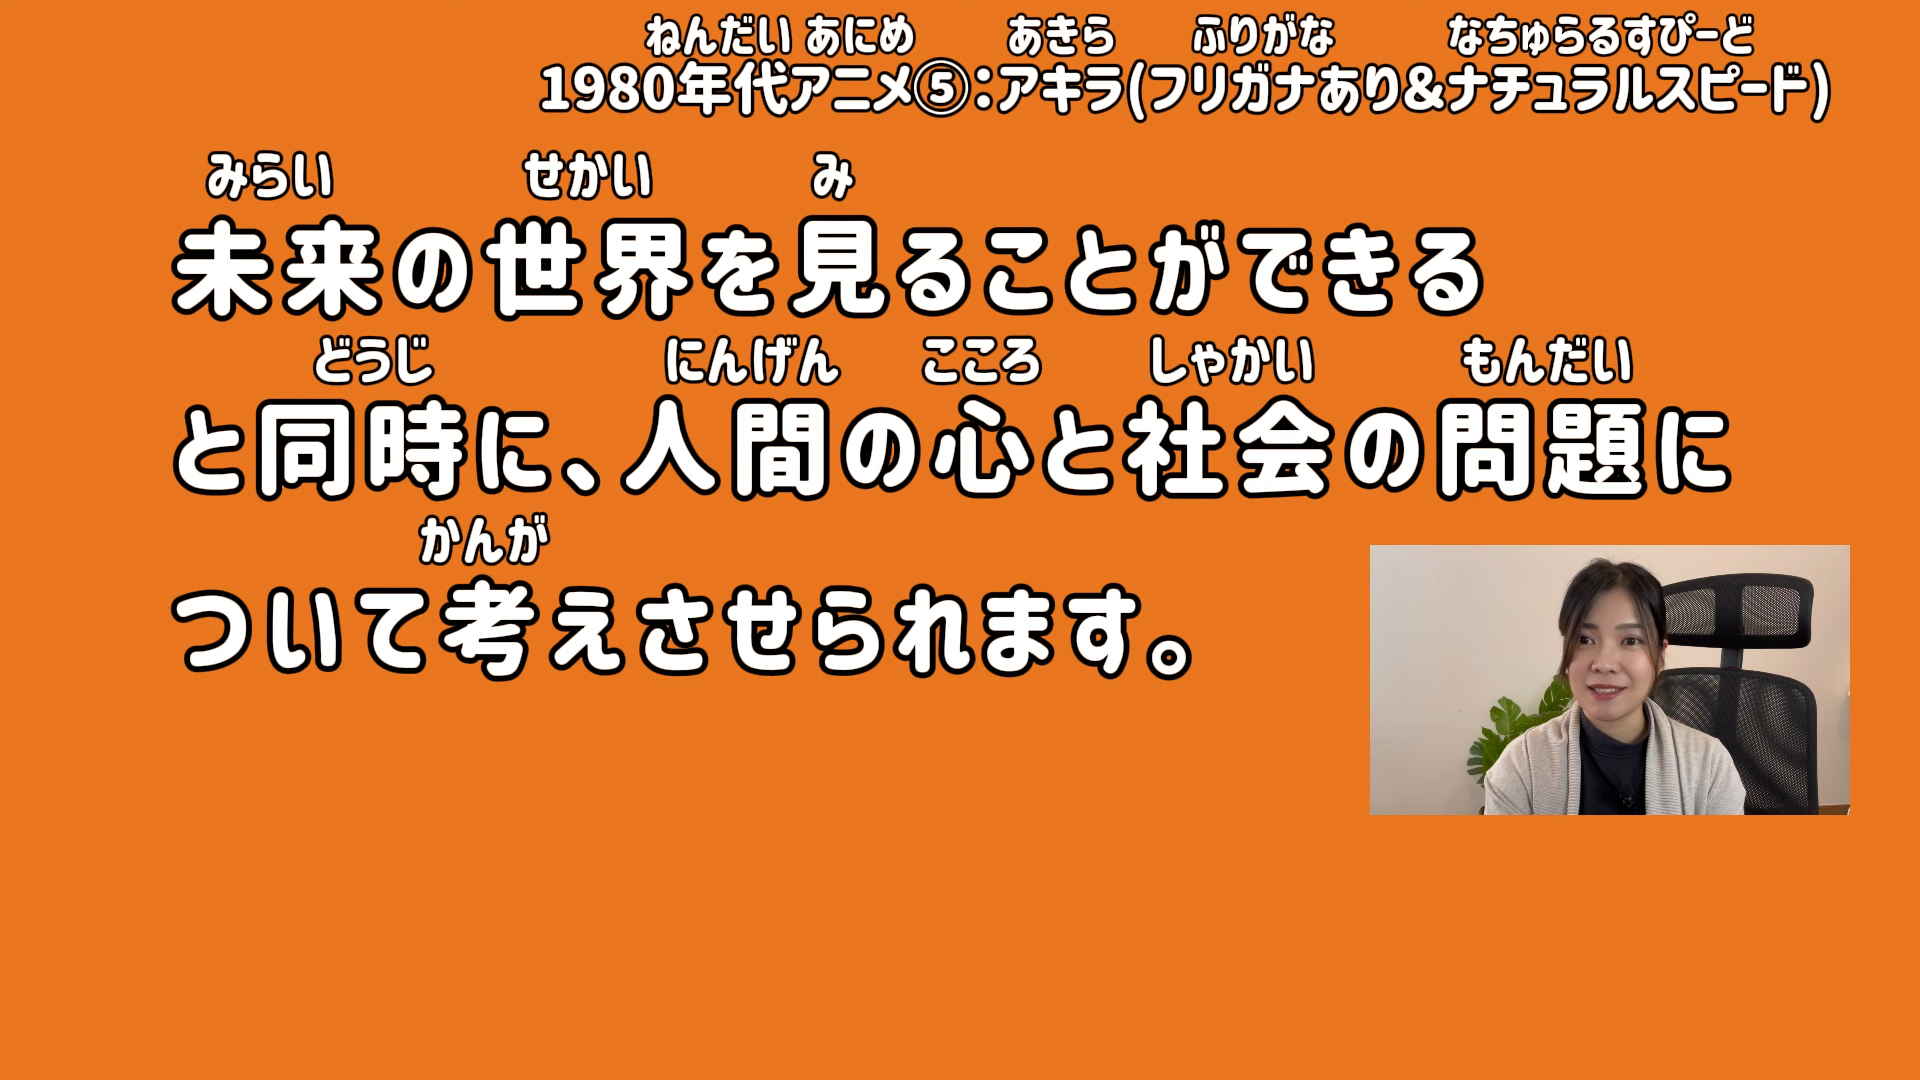 ねんだい あにめ あきら ふりがな なちゅらるすぴーど
1980年代アニメ⑤：アキラ(フリガナあり&ナチュラルスピード)
みらい せかい み
未来の世界を見ることができる
どうじ にんげん こころ しゃかい もんだい
と同時に、人間の心と社会の問題に
かんが
ついて考えさせられます。